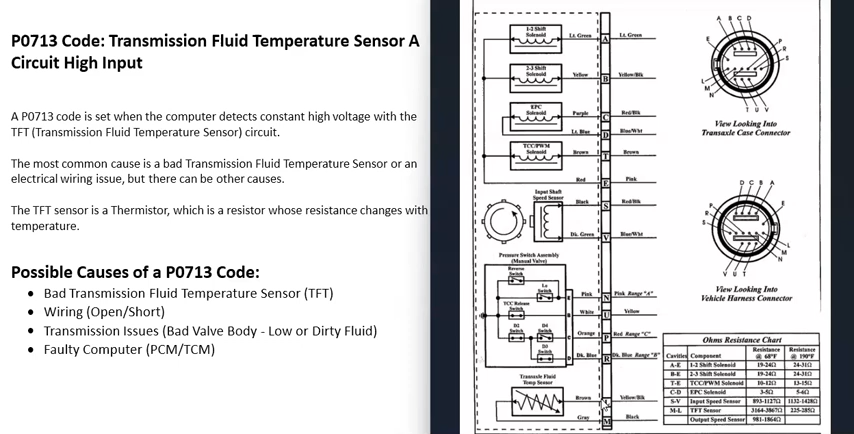 P0713 Code: Transmission Fluid Temperature Sensor A
Circuit High Input
A P0713 code is set when the computer detects constant high voltage with the
TFT (Transmission Fluid Temperature Sensor) circuit.
The most common cause is a bad Transmission Fluid Temperature Sensor or an
electrical wiring issue, but there can be other causes.
The TFT sensor is a Thermistor, which is a resistor whose resistance changes with
temperature.
Possible Causes of a P0713 Code:
• Bad Transmission Fluid Temperature Sensor (TFT)
• Wiring (Open/Short)
• Transmission Issues (Bad Valve Body - Low or Dirty Fluid)
• Faulty Computer (PCM/TCM)
1-2 Shift
Solenoid
Lt. Green
A
Lt. Green
2-3 Shift
Solenoid
Yellow
B
Yellow/Blk
EPC
Solenoid
Purple
C
Red/Blk
Lt. Blue
D
Blue/Wht
TCC/PWM
Solenoid
Brown
T
Brown
Red
E
Pink
Input Shaft
Speed Sensor
Black
S
Red/Blk
Dk. Green
V
Blue/Wht
Pressure Switch Assembly
(Manual Valve)
Reverse
Switch
Lo
Switch
Pink
N
Pink Range "A"
TCC Release
Switch
White
U
Yellow
D2
Switch
D4
Switch
Orange
P
Red Range "C"
D3
Switch
Dk. Blue
R
Dk. Blue Range "B"
Transaxle Fluid
Temp Sensor
Brown
L
Yellow/Blk
Gray
M
Black
A B C D
E
P
R
S
L
M
N
T U V
View Looking Into
Transaxle Case Connector
D C B A
E
P
R
S
L
M
N
V U T
View Looking Into
Vehicle Harness Connector
Ohms Resistance Chart
Cavities Component Resistance @ 68°F Resistance @ 190°F
A-E 1-2 Shift Solenoid 19-24Ω 24-31Ω
B-E 2-3 Shift Solenoid 19-24Ω 24-31Ω
T-E TCC/PWM Solenoid 10-12Ω 13-15Ω
C-D EPC Solenoid 3-5Ω 5-6Ω
S-V Input Speed Sensor 893-1127Ω 1132-1428Ω
M-L TFT Sensor 3164-3867Ω 225-285Ω
Output Speed Sensor 981-1864Ω